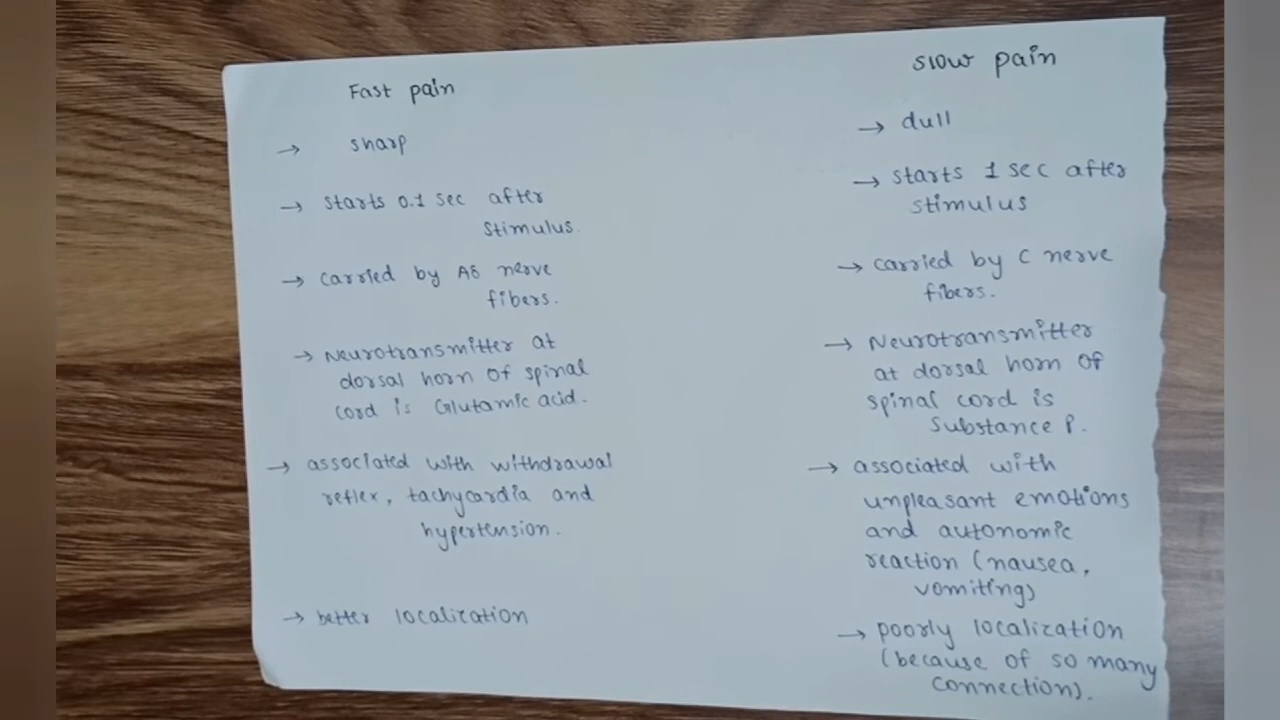 Fast pain
→ sharp
→ starts 0.1 sec after
stimulus.
→ carried by Aδ nerve
fibers.
→ Neurotransmitter at
dorsal horn of spinal
cord is Glutamic acid.
→ associated with withdrawal
reflex, tachycardia and
hypertension.
→ better localization
slow pain
→ dull
→ starts 1 sec after
stimulus
→ carried by C nerve
fibers.
→ Neurotransmitter
at dorsal horn of
spinal cord is
Substance P.
→ associated with
unpleasant emotions
and autonomic
reaction (nausea,
vomiting)
→ poorly localization
(because of so many
connection).